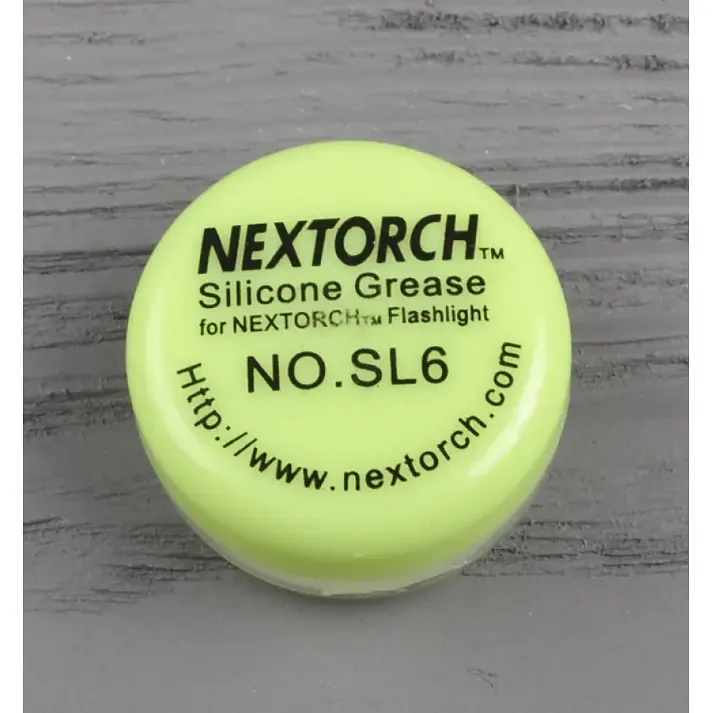 NEXTORCH™
Silicone Grease
for NEXTORCH™ Flashlight
NO.SL6
Http://www.nextorch.com